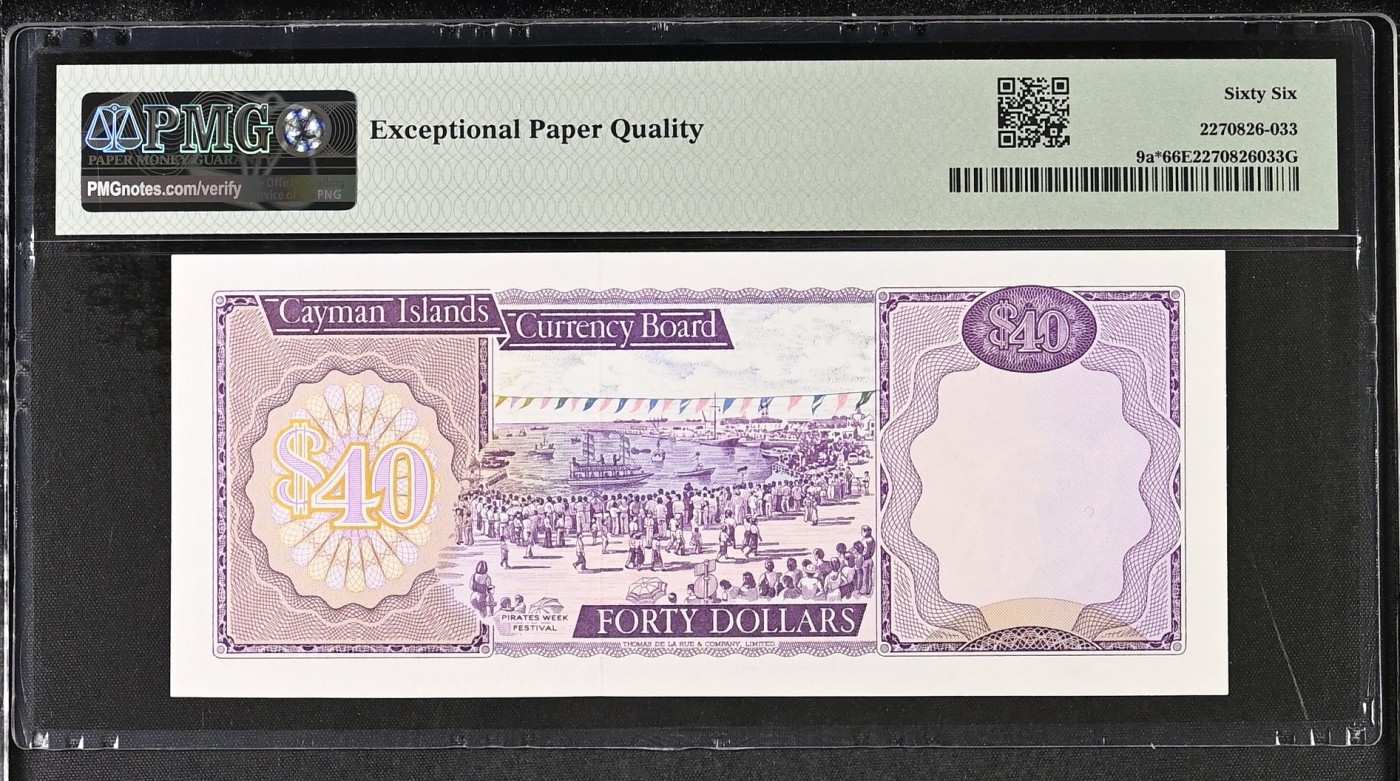 PMG
PAPER MONEY GUARANTY
PMGnotes.com/verify
PNG
Exceptional Paper Quality
Sixty Six
2270826-033
9a*66E2270826033G
Cayman Islands
Currency Board
$40
$40
PIRATES WEEK
FESTIVAL
FORTY DOLLARS
THOMAS DE LA RUE & COMPANY, LIMITED.